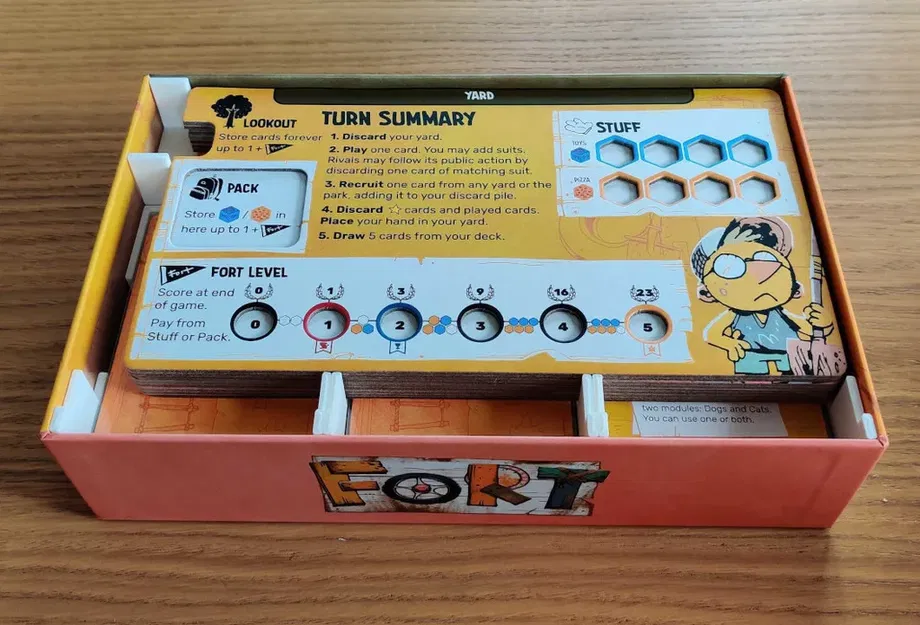 YARD
LOOKOUT
Store cards forever
up to 1+ Fort
TURN SUMMARY
1. Discard your yard.
2. Play one card. You may add suits.
Rivals may follow its public action by
discarding one card of matching suit.
3. Recruit one card from any yard or the
park, adding it to your discard pile.
4. Discard ☆ cards and played cards.
Place your hand in your yard.
5. Draw 5 cards from your deck.
STUFF
TOYS
PIZZA
PACK
Store / in
here up to 1+ Fort
Fort FORT LEVEL
Score at end
of game.
0 1 3 9 16 23
Pay from
Stuff or Pack.
0 1 2 3 4 5
two modules: Dogs and Cats.
You can use one or both.
FORT